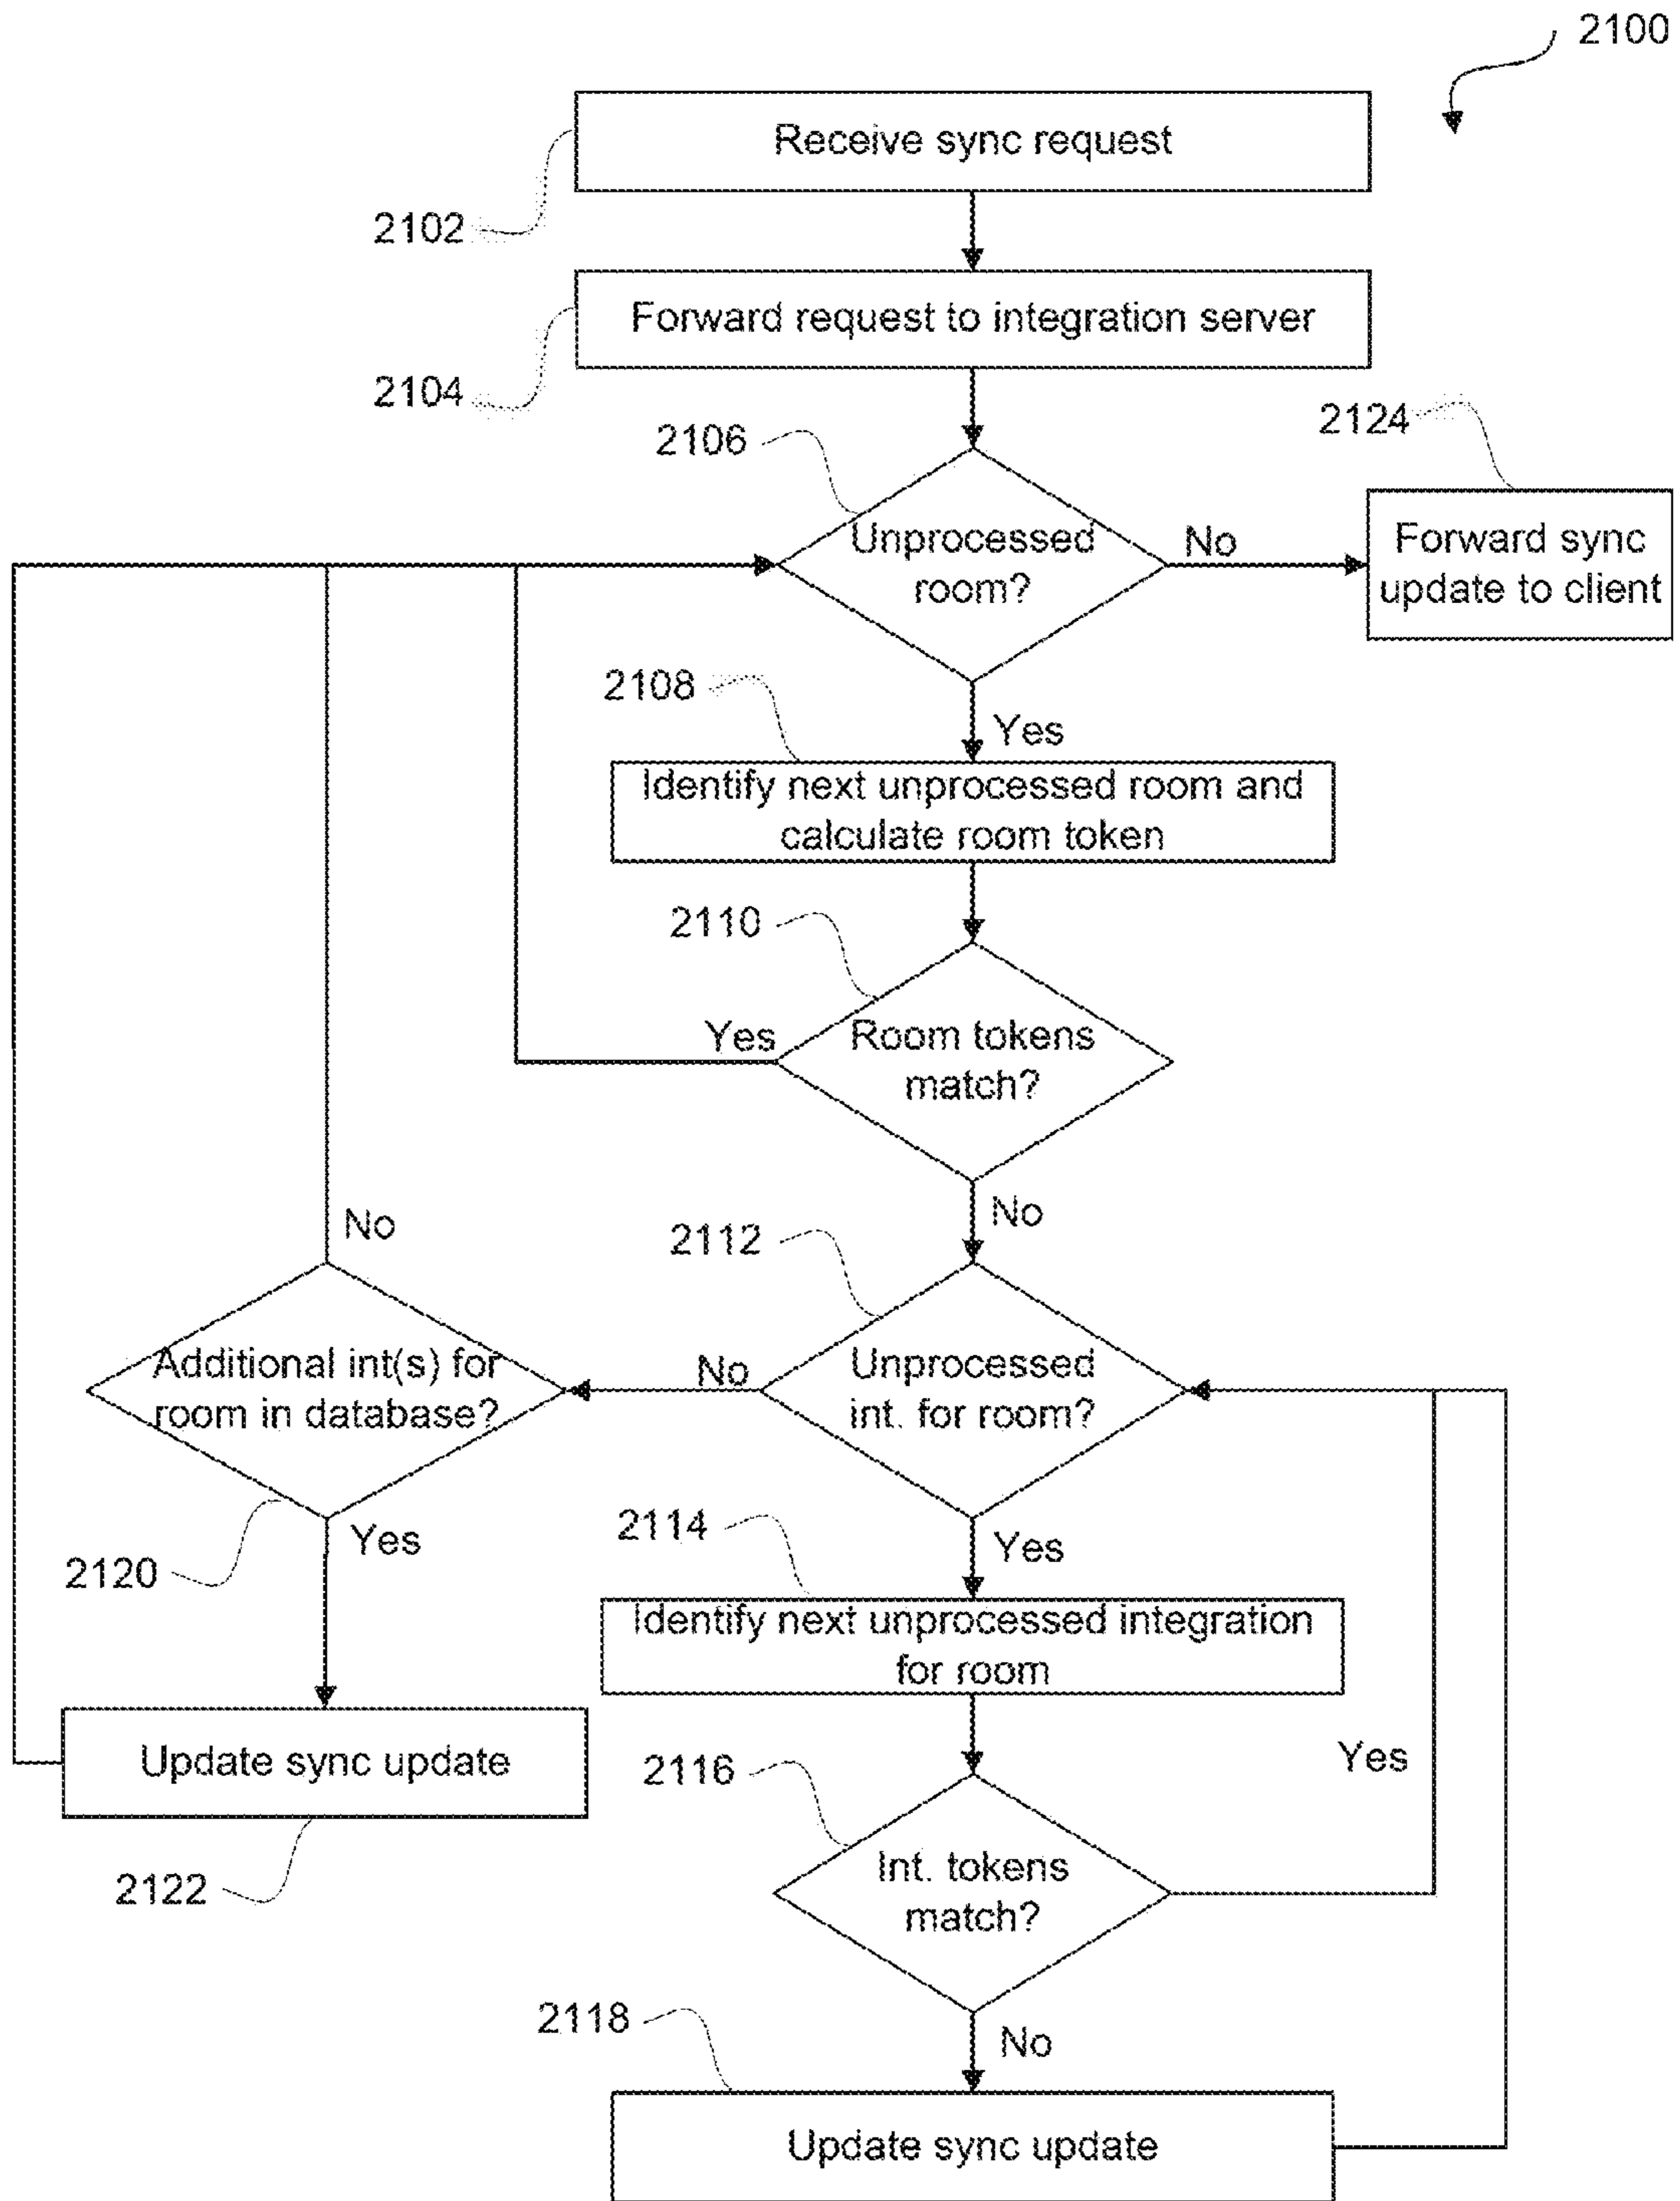 2100
Receive sync request
2102
Forward request to integration server
2104
2106
2124
Unprocessed
room?
No
Forward sync
update to client
2108
Yes
Identify next unprocessed room and
calculate room token
2110
Yes
Room tokens
match?
No
No
2112
Additional int(s) for
room in database?
No
Unprocessed
int. for room?
2120
Yes
2114
Yes
Identify next unprocessed integration
for room
Update sync update
2122
2116
Yes
Int. tokens
match?
2118
No
Update sync update